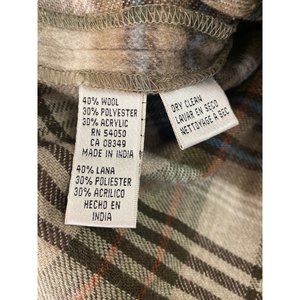 40% WOOL
30% POLYESTER
30% ACRYLIC
RN 54050
CA 08349
MADE IN INDIA
40% LANA
30% POLIESTER
30% ACRILICO
HECHO EN
INDIA
DRY CLEAN
LAVAR EN SECO
NETTOYAGE A SEC